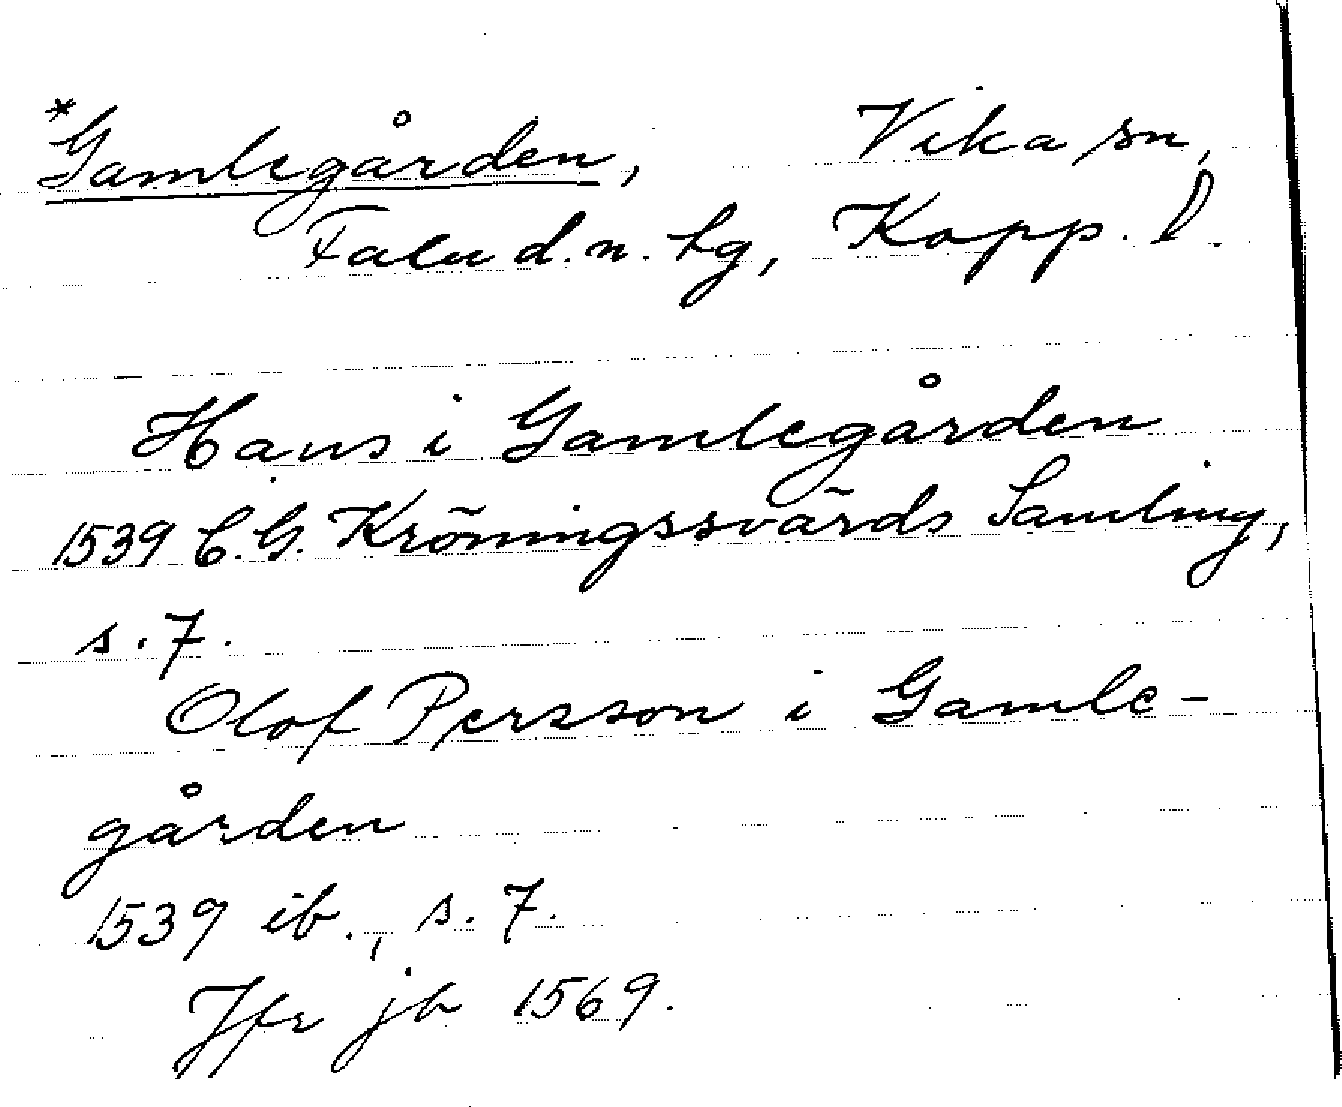 *Gamlegården, Vika sn,
Falu d.n. tg, Kopp. l.
Hans i Gamlegården
1539 C.G. Kröningssvärds Samling,
s. 7.
Olof Persson i Gamle-
gården
1539 ib., s. 7.
Jfr jb 1569.